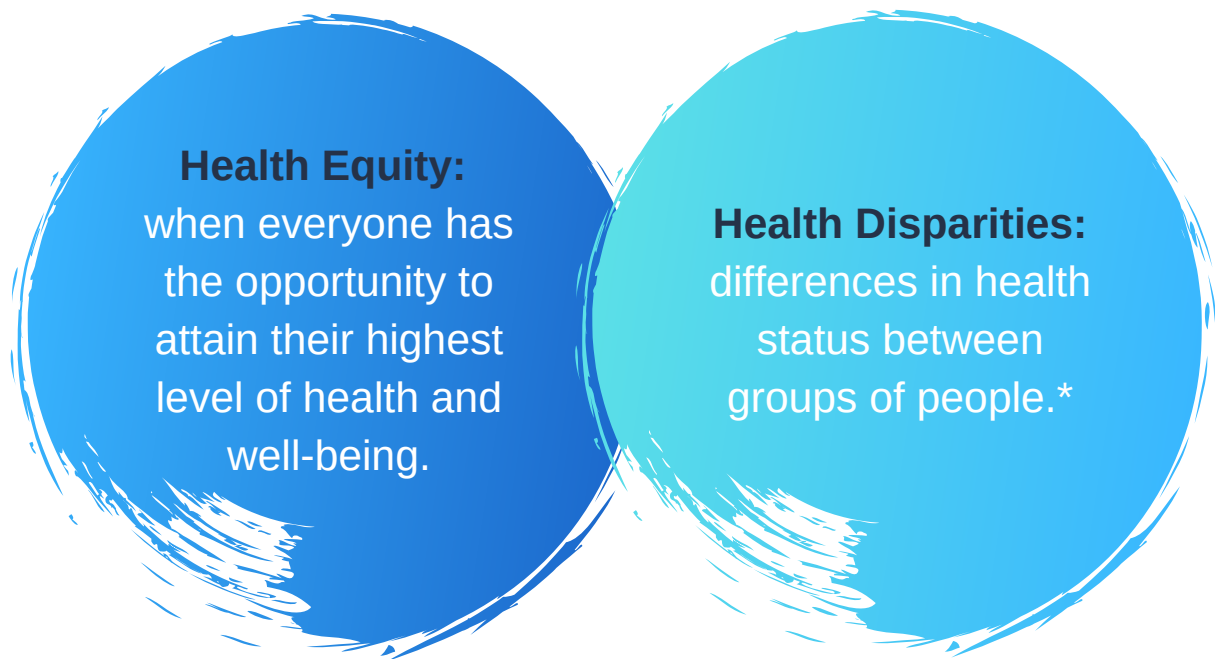 Health Equity:
when everyone has
the opportunity to
attain their highest
level of health and
well-being.
Health Disparities:
differences in health
status between
groups of people.*